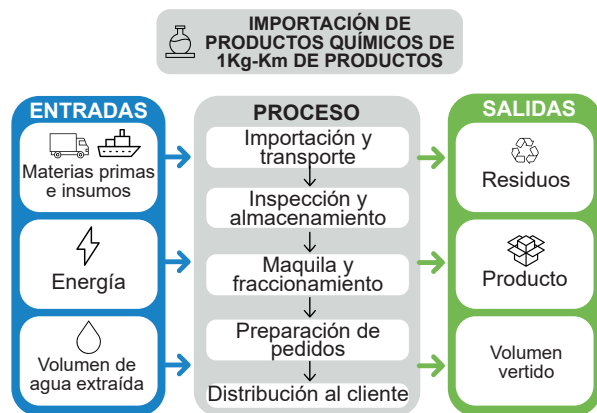 IMPORTACIÓN DE
PRODUCTOS QUÍMICOS DE
1Kg-Km DE PRODUCTOS
ENTRADAS
Materias primas
e insumos
Energía
Volumen de
agua extraída
PROCESO
Importación y
transporte
Inspección y
almacenamiento
Maquila y
fraccionamiento
Preparación de
pedidos
Distribución al cliente
SALIDAS
Residuos
Producto
Volumen
vertido